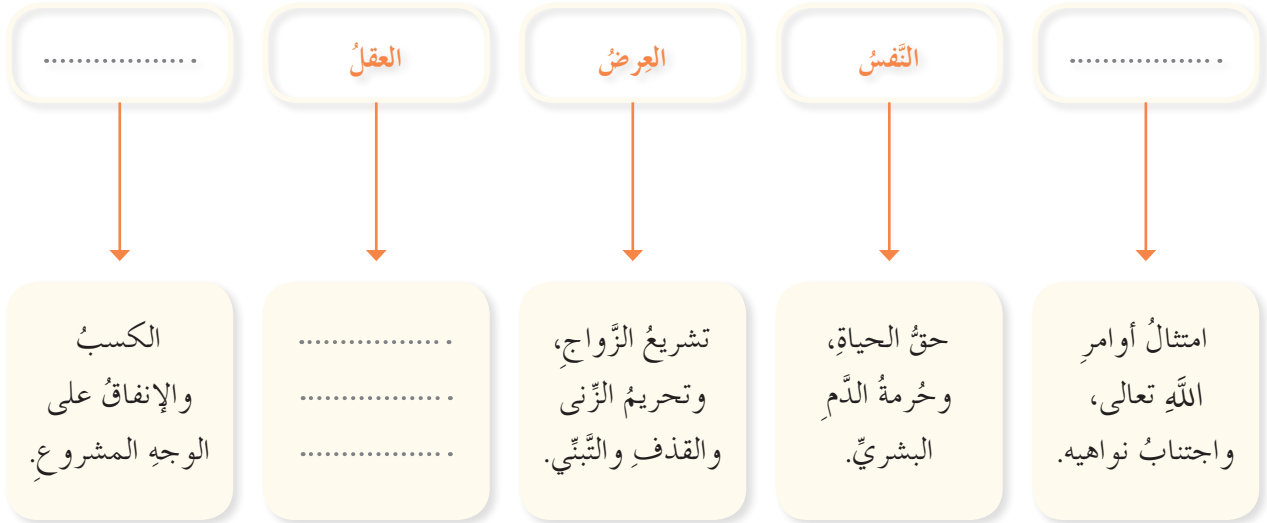 ................. .
النَّفسُ
العِرضُ
العقلُ
................. .
امتثالُ أوامرِ
اللَّهِ تعالى،
واجتنابُ نواهيه.
حقُّ الحياةِ،
وحُرمةُ الدَّمِ
البشريِّ.
تشريعُ الزَّواجِ،
وتحريمُ الزِّنى
والقذفِ والتَّبنِّي.
................. .
................. .
................. .
الكسبُ
والإنفاقُ على
الوجهِ المشروعِ.